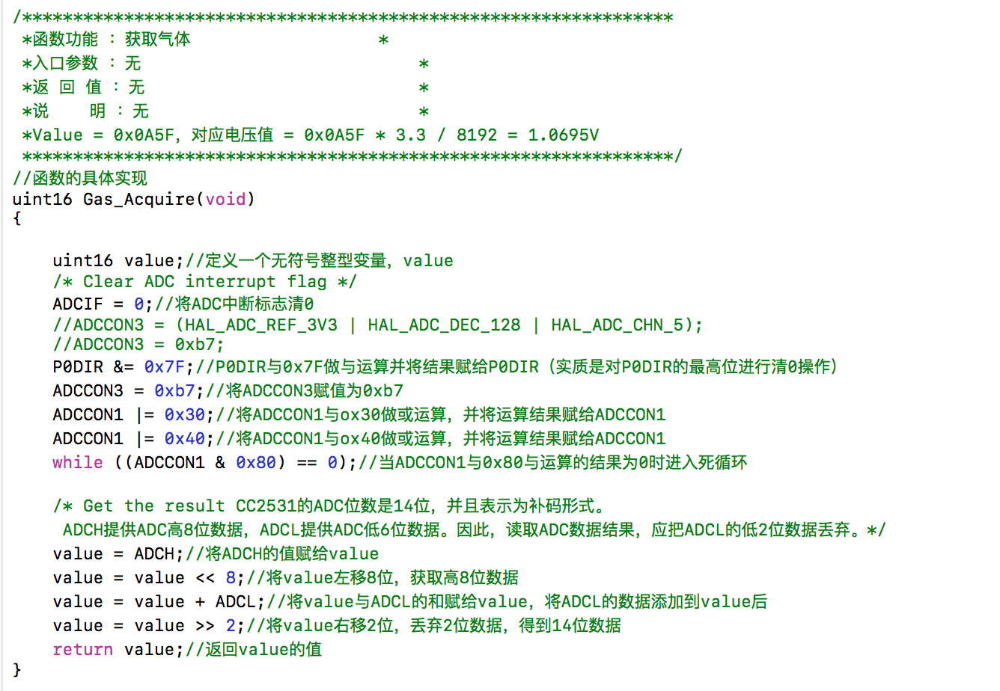 /****************************************************************
*函数功能 : 获取气体 *
*入口参数 : 无 *
*返 回 值 : 无 *
*说 明 : 无 *
*Value = 0x0A5F, 对应电压值 = 0x0A5F * 3.3 / 8192 = 1.0695V
****************************************************************/
//函数的具体实现
uint16 Gas_Acquire(void)
{
uint16 value;//定义一个无符号整型变量, value
/* Clear ADC interrupt flag */
ADCIF = 0;//将ADC中断标志清0
//ADCCON3 = (HAL_ADC_REF_3V3 | HAL_ADC_DEC_128 | HAL_ADC_CHN_5);
//ADCCON3 = 0xb7;
P0DIR &= 0x7F;//P0DIR与0x7F做与运算并将结果赋给P0DIR（实质是对P0DIR的最高位进行清0操作）
ADCCON3 = 0xb7;//将ADCCON3赋值为0xb7
ADCCON1 |= 0x30;//将ADCCON1与ox30做或运算，并将运算结果赋给ADCCON1
ADCCON1 |= 0x40;//将ADCCON1与ox40做或运算，并将运算结果赋给ADCCON1
while ((ADCCON1 & 0x80) == 0);//当ADCCON1与0x80与运算的结果为0时进入死循环
/* Get the result CC2531的ADC位数是14位，并且表示为补码形式。
ADCH提供ADC高8位数据，ADCL提供ADC低6位数据。因此，读取ADC数据结果，应把ADCL的低2位数据丢弃。*/
value = ADCH;//将ADCH的值赋给value
value = value << 8;//将value左移8位，获取高8位数据
value = value + ADCL;//将value与ADCL的和赋给value，将ADCL的数据添加到value后
value = value >> 2;//将value右移2位，丢弃2位数据，得到14位数据
return value;//返回value的值
}